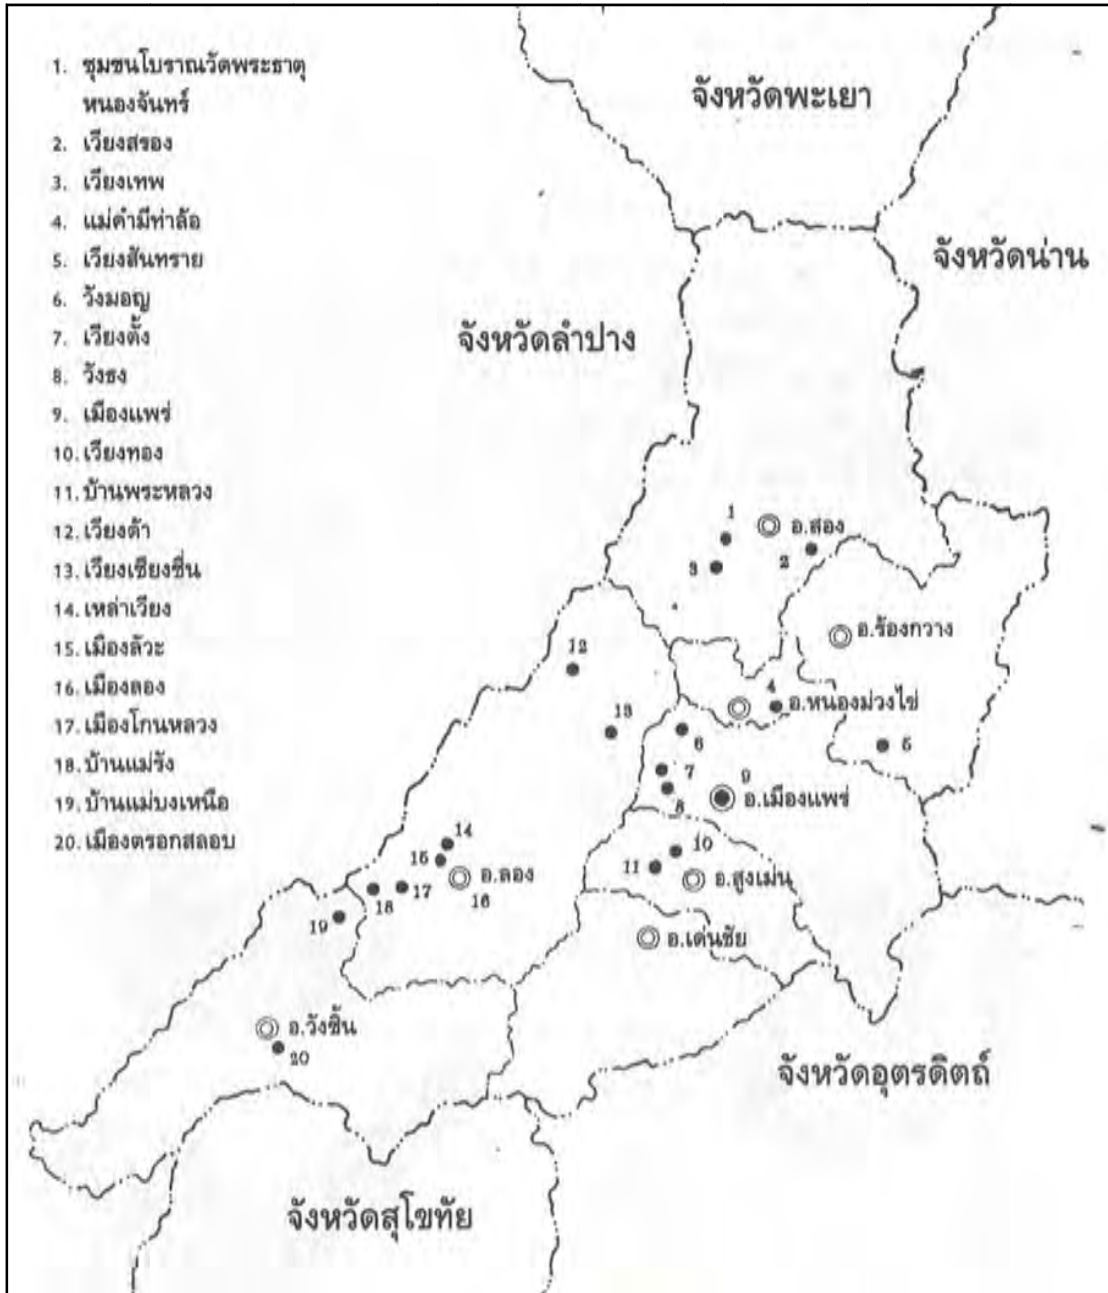 1. ชุมชนโบราณวัดพระธาตุ
หนองจันทร์
2. เวียงสรอง
3. เวียงเทพ
4. แม่คำมีท่าล้อ
5. เวียงสันทราย
6. วังมอญ
7. เวียงตั้ง
8. วังธง
9. เมืองแพร่
10. เวียงทอง
11. บ้านพระหลวง
12. เวียงต้า
13. เวียงเชียงชื่น
14. เหล่าเวียง
15. เมืองลัวะ
16. เมืองลอง
17. เมืองโกนหลวง
18. บ้านแม่รัง
19. บ้านแม่บงเหนือ
20. เมืองตรอกสลอบ
จังหวัดพะเยา
จังหวัดน่าน
จังหวัดลำปาง
1
อ.สอง
2
3
อ.ร้องกวาง
12
4
อ.หนองม่วงไข่
13
6
5
7
9
8
อ.เมืองแพร่
14
10
15
11
อ.ลอง
อ.สูงเม่น
16
17
18
19
อ.เด่นชัย
อ.วังชิ้น
20
จังหวัดอุตรดิตถ์
จังหวัดสุโขทัย